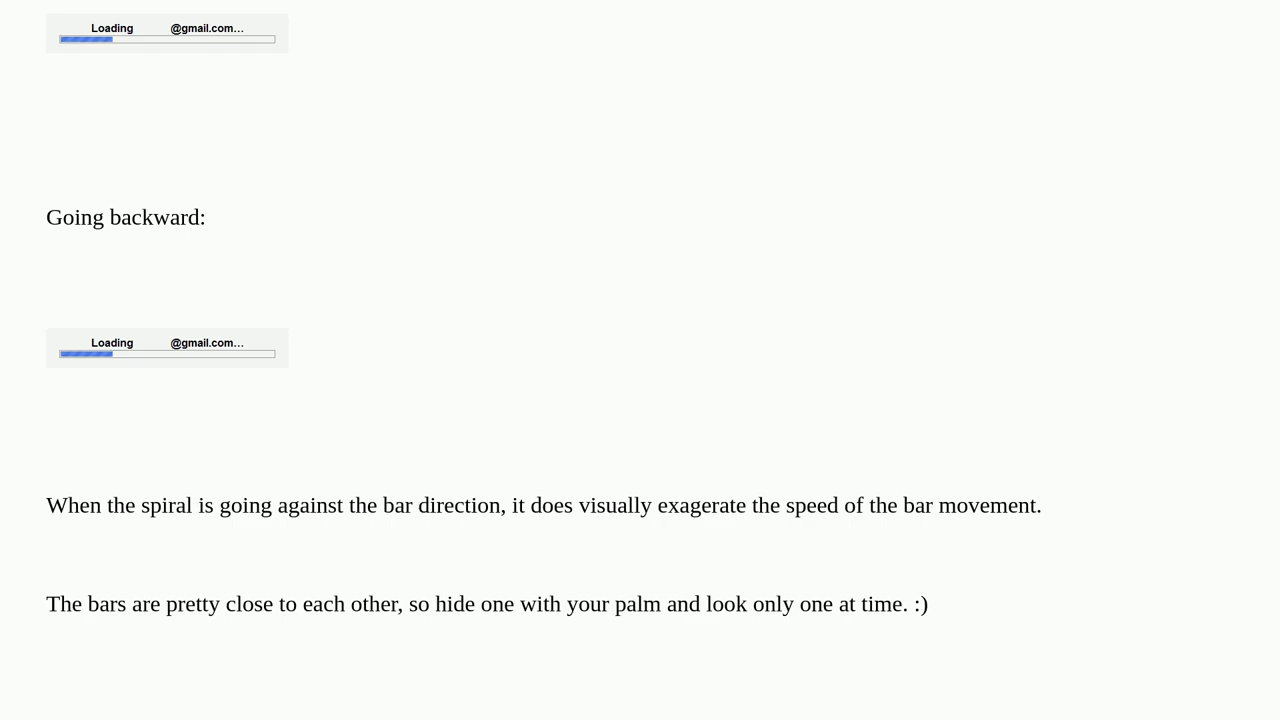 Loading @gmail.com...
Going backward:
Loading @gmail.com...
When the spiral is going against the bar direction, it does visually exagerate the speed of the bar movement.
The bars are pretty close to each other, so hide one with your palm and look only one at time. :)